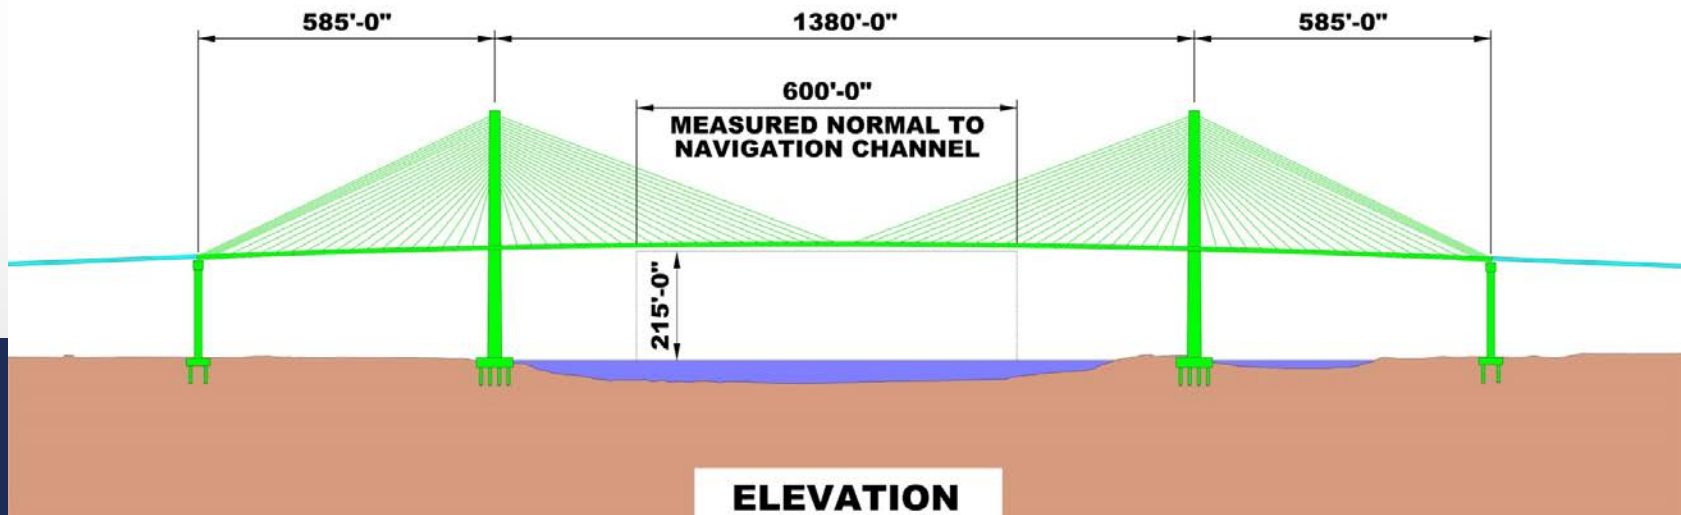 585'-0"
1380'-0"
585'-0"
600'-0"
MEASURED NORMAL TO
NAVIGATION CHANNEL
215'-0"
ELEVATION